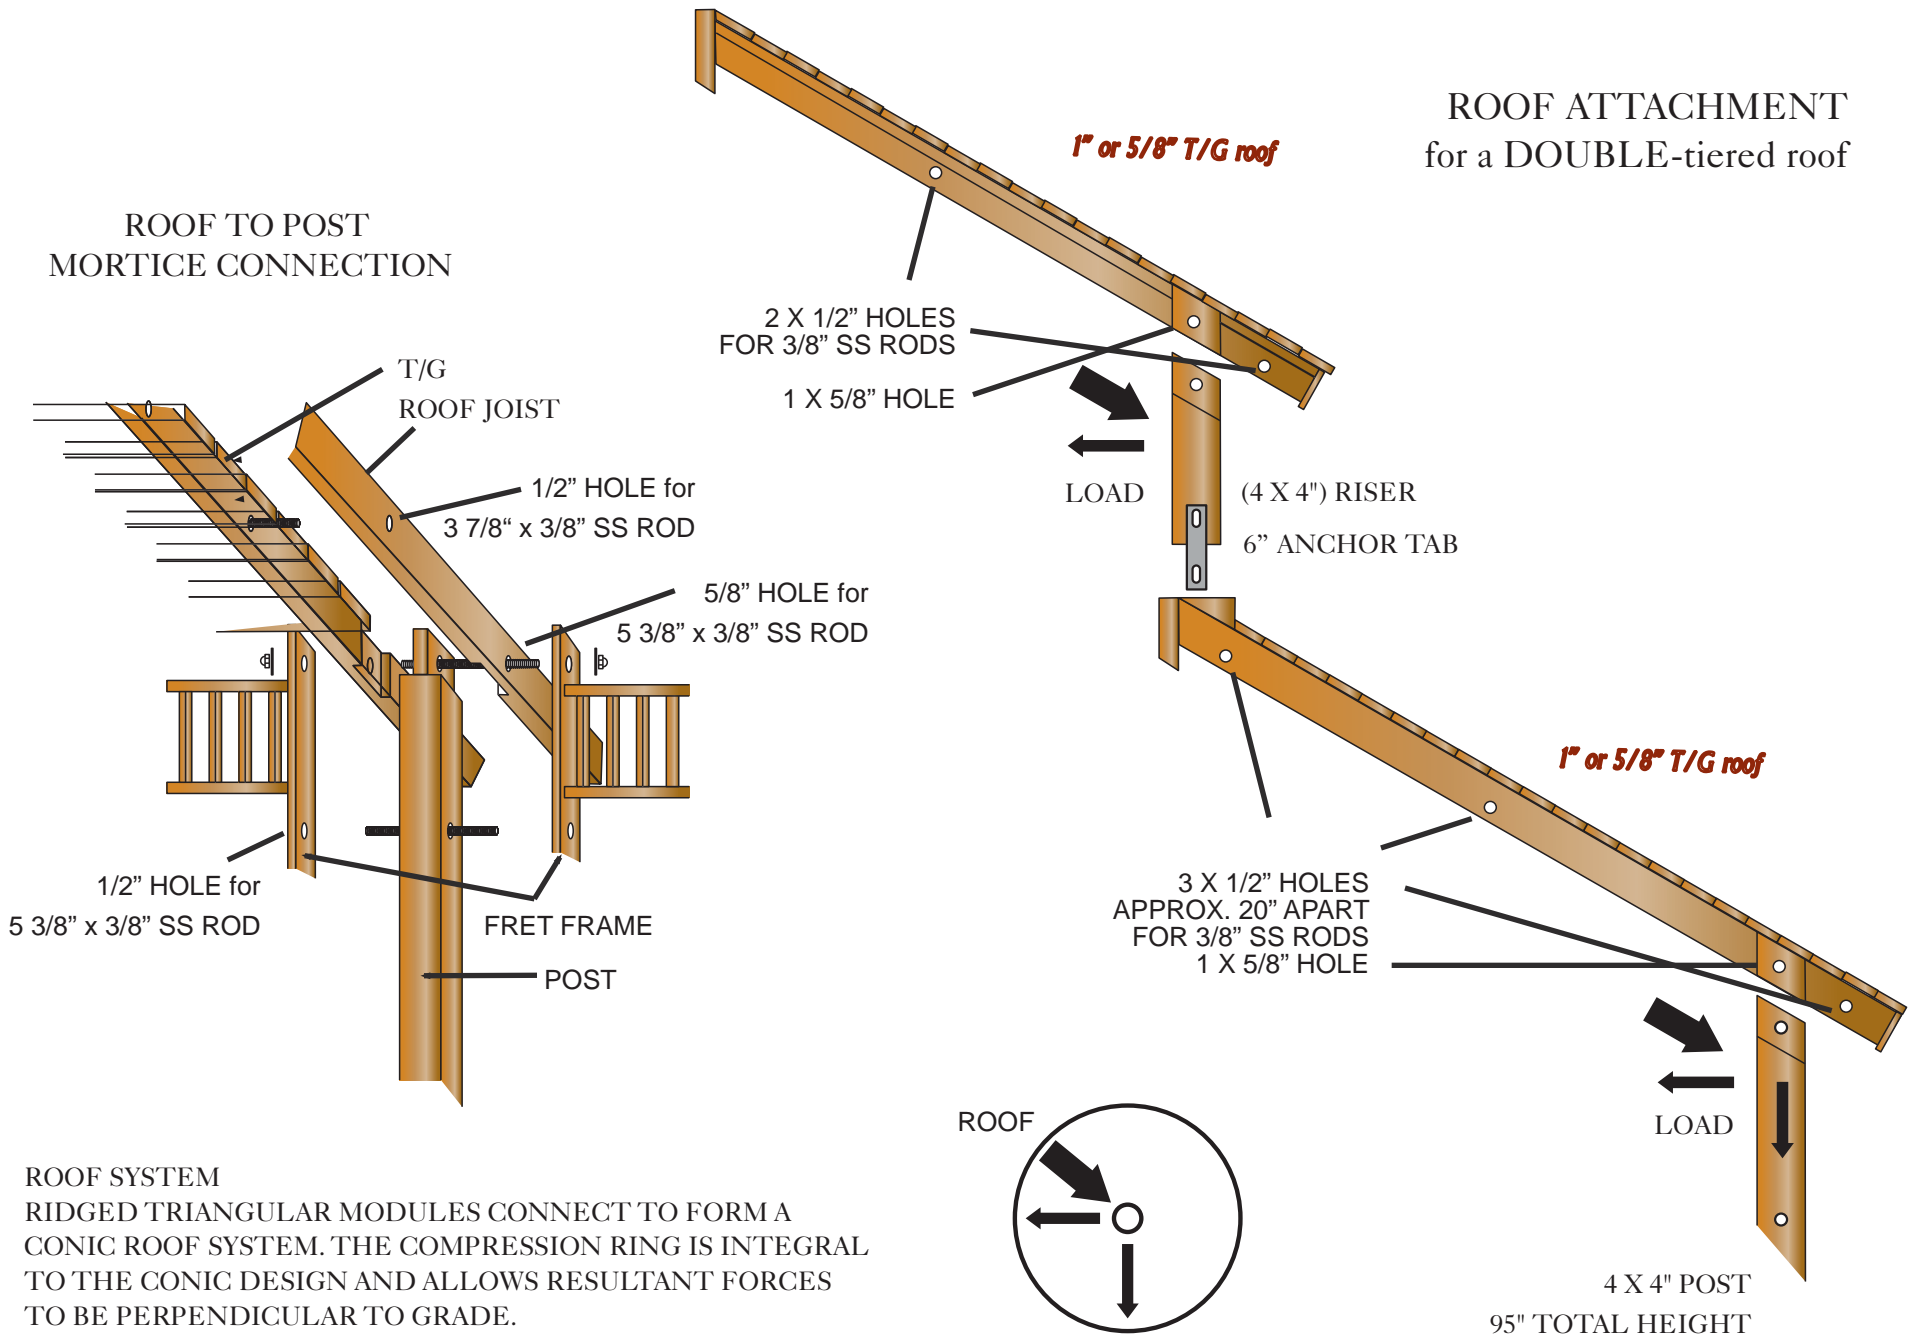 ROOF ATTACHMENT
for a DOUBLE-tiered roof
1” or 5/8” T/G roof
ROOF TO POST
MORTICE CONNECTION
2 X 1/2” HOLES
FOR 3/8” SS RODS
1 X 5/8” HOLE
T/G
ROOF JOIST
1/2” HOLE for
3 7/8“ x 3/8” SS ROD
LOAD
(4 X 4") RISER
6” ANCHOR TAB
5/8” HOLE for
5 3/8” x 3/8” SS ROD
1” or 5/8” T/G roof
1/2” HOLE for
5 3/8” x 3/8” SS ROD
FRET FRAME
POST
3 X 1/2” HOLES
APPROX. 20” APART
FOR 3/8” SS RODS
1 X 5/8” HOLE
LOAD
ROOF
ROOF SYSTEM
RIDGED TRIANGULAR MODULES CONNECT TO FORM A
CONIC ROOF SYSTEM. THE COMPRESSION RING IS INTEGRAL
TO THE CONIC DESIGN AND ALLOWS RESULTANT FORCES
TO BE PERPENDICULAR TO GRADE.
4 X 4" POST
95" TOTAL HEIGHT